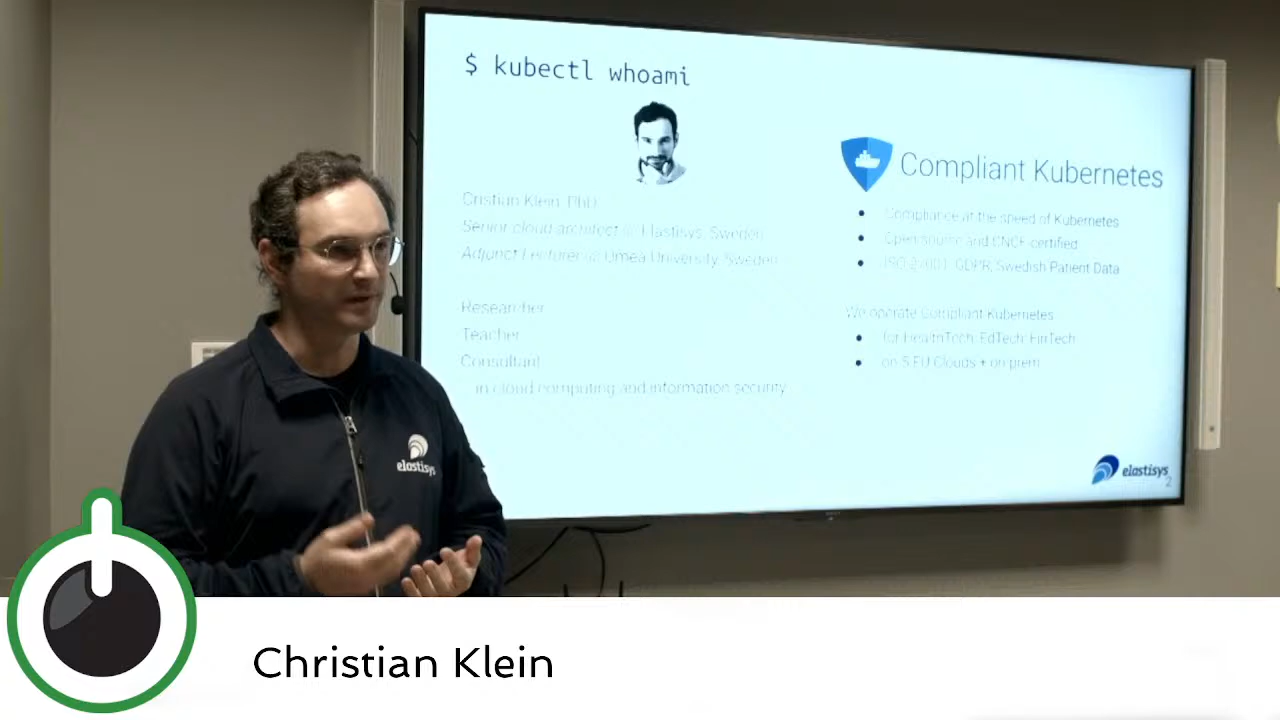 $ kubectl whoami
Cristian Klein, PhD
Senior cloud architect @ Elastisys, Sweden
Adjunct Lecturer @ Umeå University, Sweden
Researcher
Teacher
Consultant
in cloud computing and information security
Compliant Kubernetes
Compliance at the speed of Kubernetes
Open source and CNCF-certified
ISO 27001, GDPR, Swedish Patient Data
We operate Compliant Kubernetes
for HealthTech, EdTech, FinTech
on 5 EU Clouds + on prem
elastisys
2
elastisys
Christian Klein